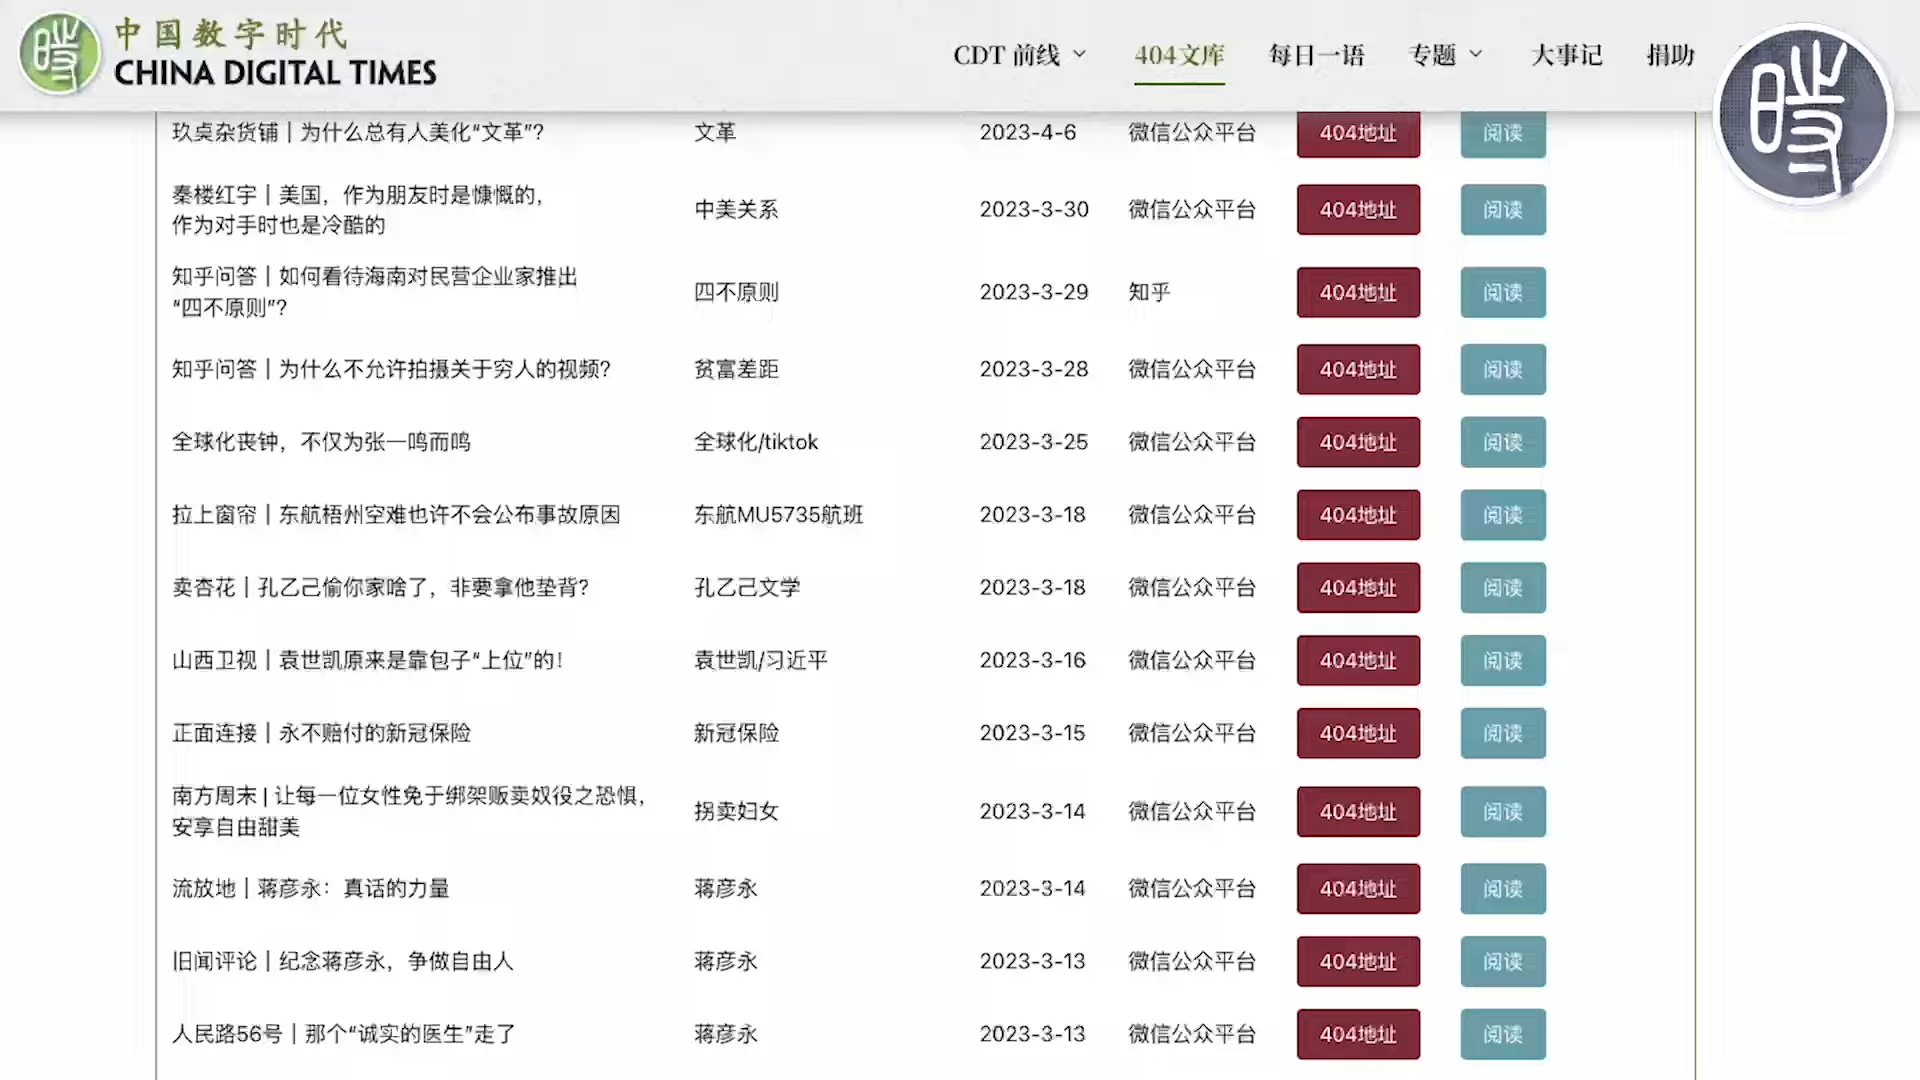 中国数字时代
CHINA DIGITAL TIMES
CDT 前线 404文库 每日一语 专题 大事记 捐助
玖奌杂货铺｜为什么总有人美化“文革”? 文革 2023-4-6 微信公众平台 404地址 阅读
秦楼红宇｜美国，作为朋友时是慷慨的，
作为对手时也是冷酷的 中美关系 2023-3-30 微信公众平台 404地址 阅读
知乎问答｜如何看待海南对民营企业家推出
“四不原则”? 四不原则 2023-3-29 知乎 404地址 阅读
知乎问答｜为什么不允许拍摄关于穷人的视频? 贫富差距 2023-3-28 微信公众平台 404地址 阅读
全球化丧钟，不仅为张一鸣而鸣 全球化/tiktok 2023-3-25 微信公众平台 404地址 阅读
拉上窗帘｜东航梧州空难也许不会公布事故原因 东航MU5735航班 2023-3-18 微信公众平台 404地址 阅读
卖杏花｜孔乙己偷你家啥了，非要拿他垫背? 孔乙己文学 2023-3-18 微信公众平台 404地址 阅读
山西卫视｜袁世凯原来是靠包子“上位”的! 袁世凯/习近平 2023-3-16 微信公众平台 404地址 阅读
正面连接｜永不赔付的新冠保险 新冠保险 2023-3-15 微信公众平台 404地址 阅读
南方周末 | 让每一位女性免于绑架贩卖奴役之恐惧，
安享自由甜美 拐卖妇女 2023-3-14 微信公众平台 404地址 阅读
流放地｜蒋彦永：真话的力量 蒋彦永 2023-3-14 微信公众平台 404地址 阅读
旧闻评论｜纪念蒋彦永，争做自由人 蒋彦永 2023-3-13 微信公众平台 404地址 阅读
人民路56号｜那个“诚实的医生”走了 蒋彦永 2023-3-13 微信公众平台 404地址 阅读